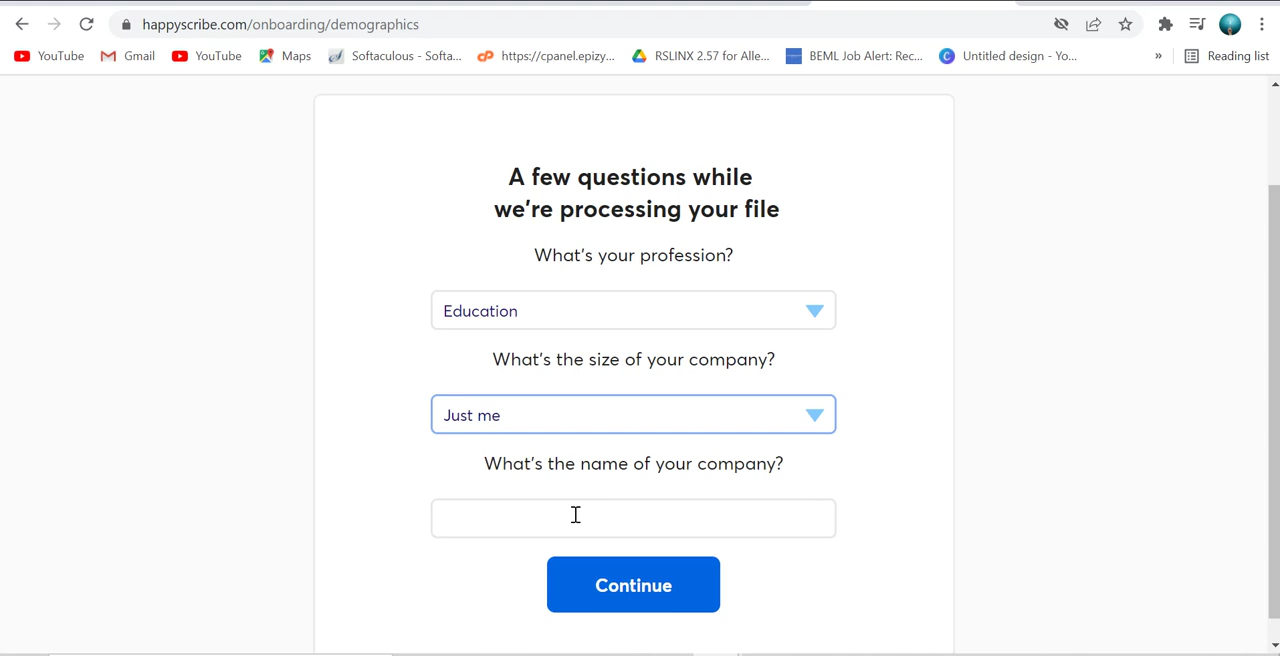 happyscribe.com/onboarding/demographics
YouTube Gmail YouTube Maps Softaculous - Softa... https://cpanel.epizy... RSLINX 2.57 for Alle... BEML Job Alert: Rec... Untitled design - Yo... » Reading list
A few questions while
we're processing your file
What's your profession?
Education
What's the size of your company?
Just me
What's the name of your company?
Continue